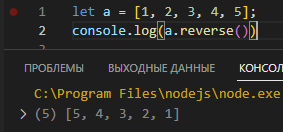 1 let a = [1, 2, 3, 4, 5];
2 console.log(a.reverse())
ПРОБЛЕМЫ ВЫХОДНЫЕ ДАННЫЕ
C:\Program Files\nodejs\node.exe
> (5) [5, 4, 3, 2, 1]